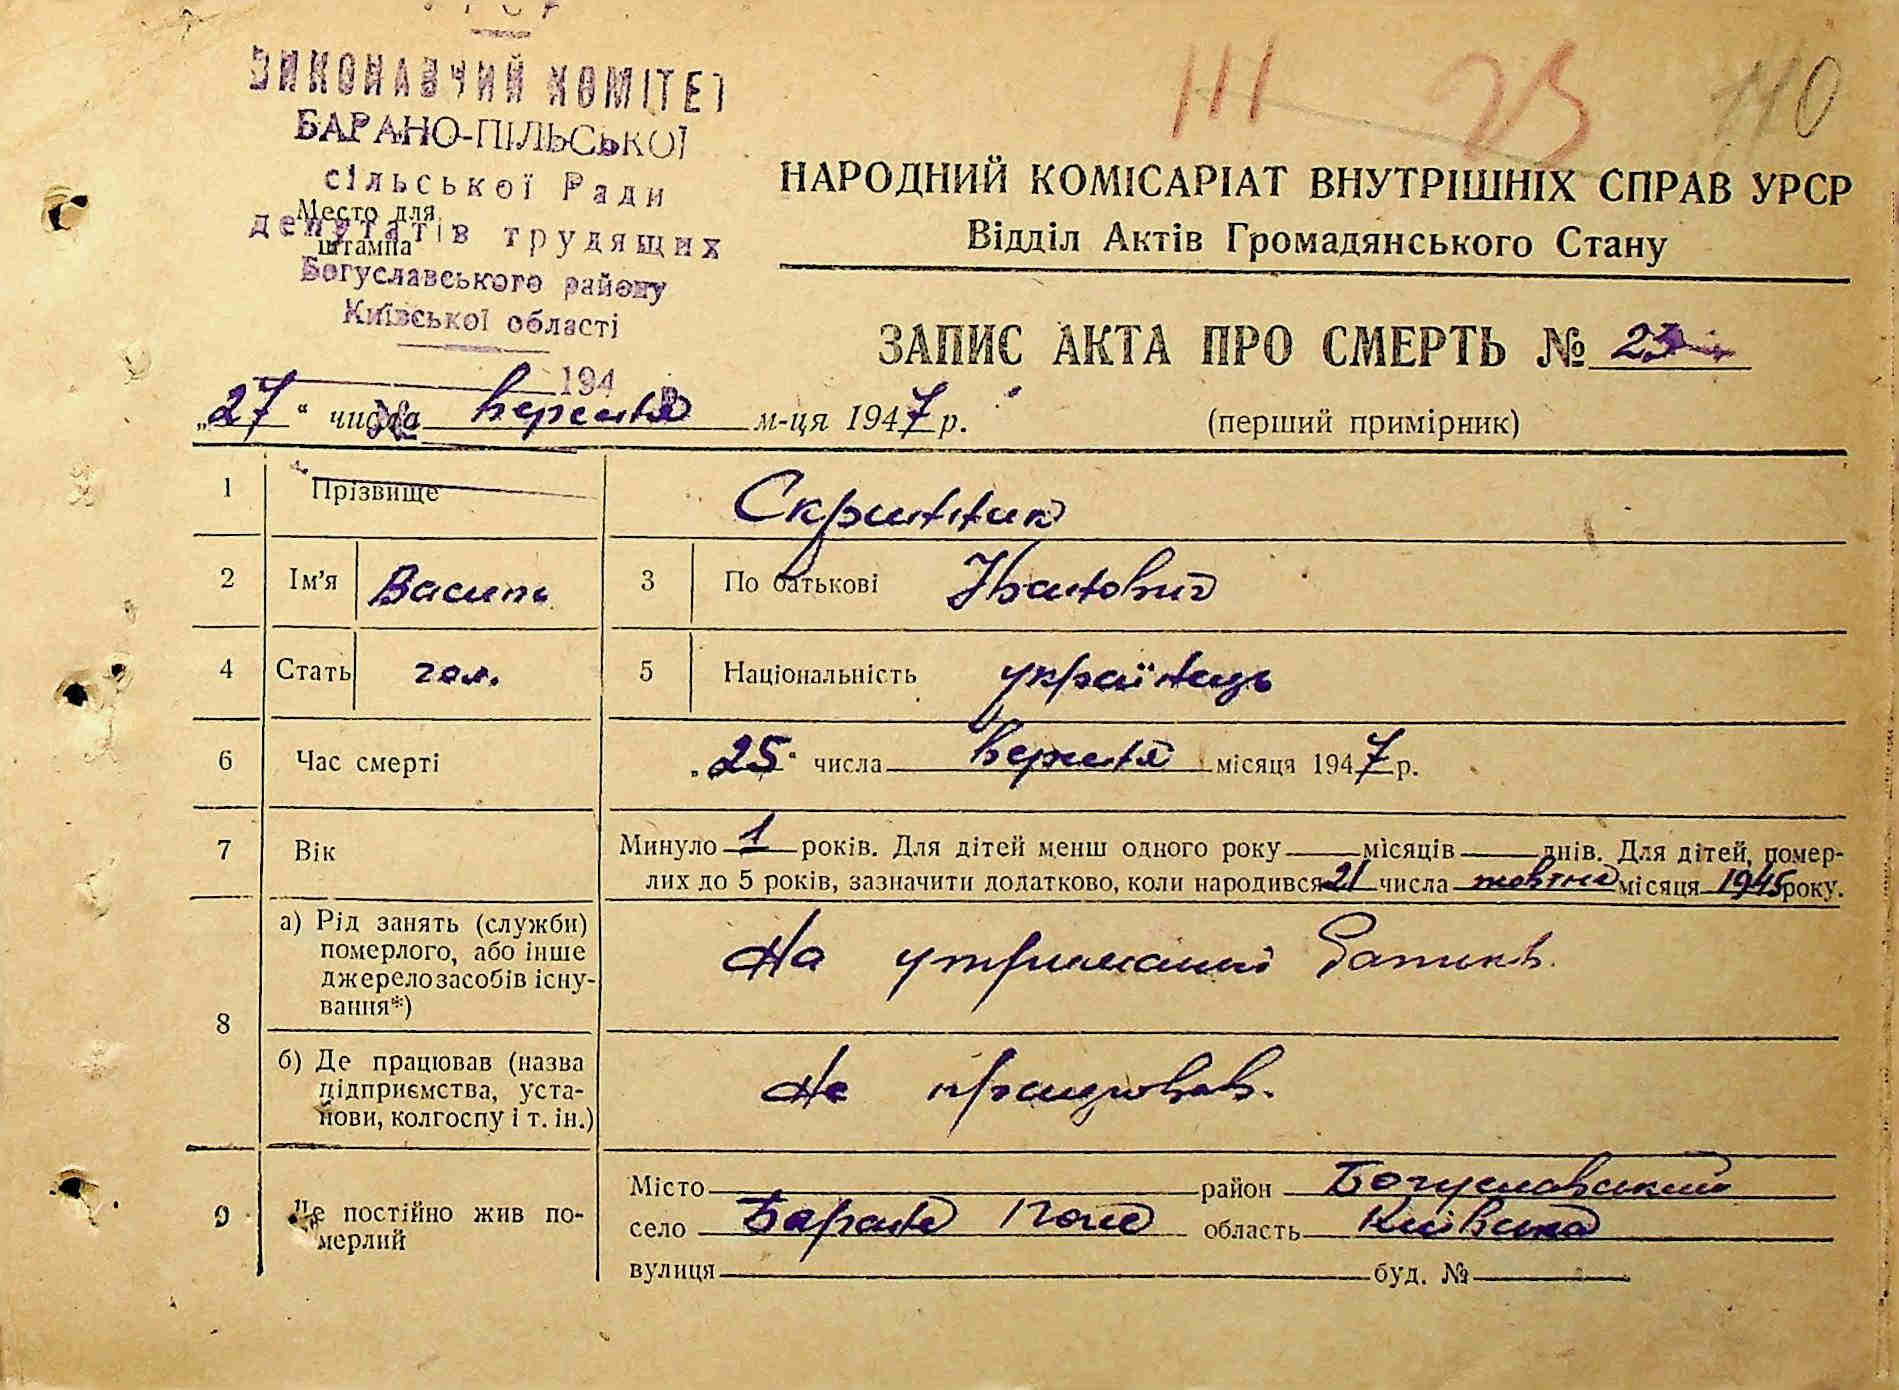 ВИКОНАВЧИЙ КОМІТЕТ
БАРАНО-ПІЛЬСЬКОЇ
сільської Ради
депутатів трудящих
Место для
штампа
Богуславського району
Київської області
194
III 25 110
НАРОДНИЙ КОМІСАРІАТ ВНУТРІШНІХ СПРАВ УРСР
Відділ Актів Громадянського Стану
ЗАПИС АКТА ПРО СМЕРТЬ № 23
„27“ числа вересня м-ця 1947 р.
(перший примірник)
1 Прізвище Скритник
2 Ім'я Василь 3 По батькові Іванович
4 Стать чол. 5 Національність українець
6 Час смерті „25“ числа вересня місяця 1947 р.
7 Вік Минуло 1 років. Для дітей менш одного року місяців днів. Для дітей, помер-
лих до 5 років, зазначити додатково, коли народився 21 числа жовтня місяця 1945 року.
8 а) Рід занять (служби)
померлого, або інше
джерело засобів існу-
вання*)
На утриманні батьків.
б) Де працював (назва
підприємства, уста-
нови, колгоспу і т. ін.)
Не працював.
9 Де постійно жив по-
мерлий
Місто район Богуславський
село Баране Поле область Київська
вулиця буд. №